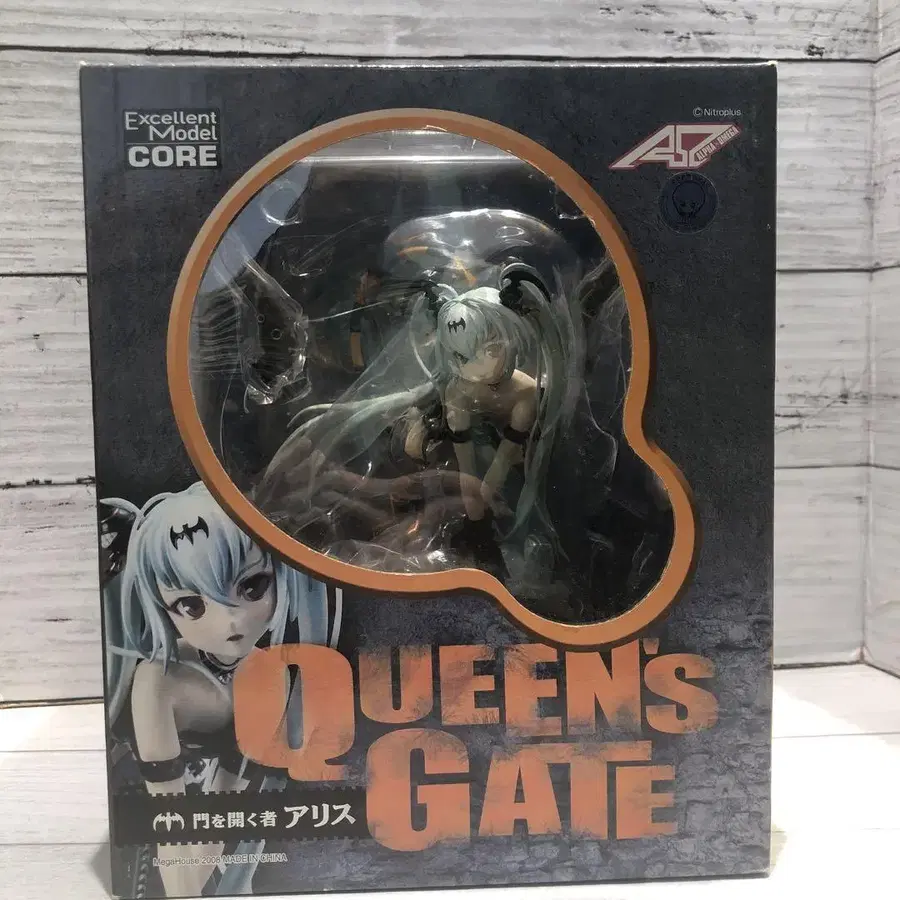 Excellent
Model
CORE
©Nitroplus
ALPHA×OMEGA
QUEEN'S
GATE
門を開く者 アリス
MegaHouse 2006 MADE IN CHINA